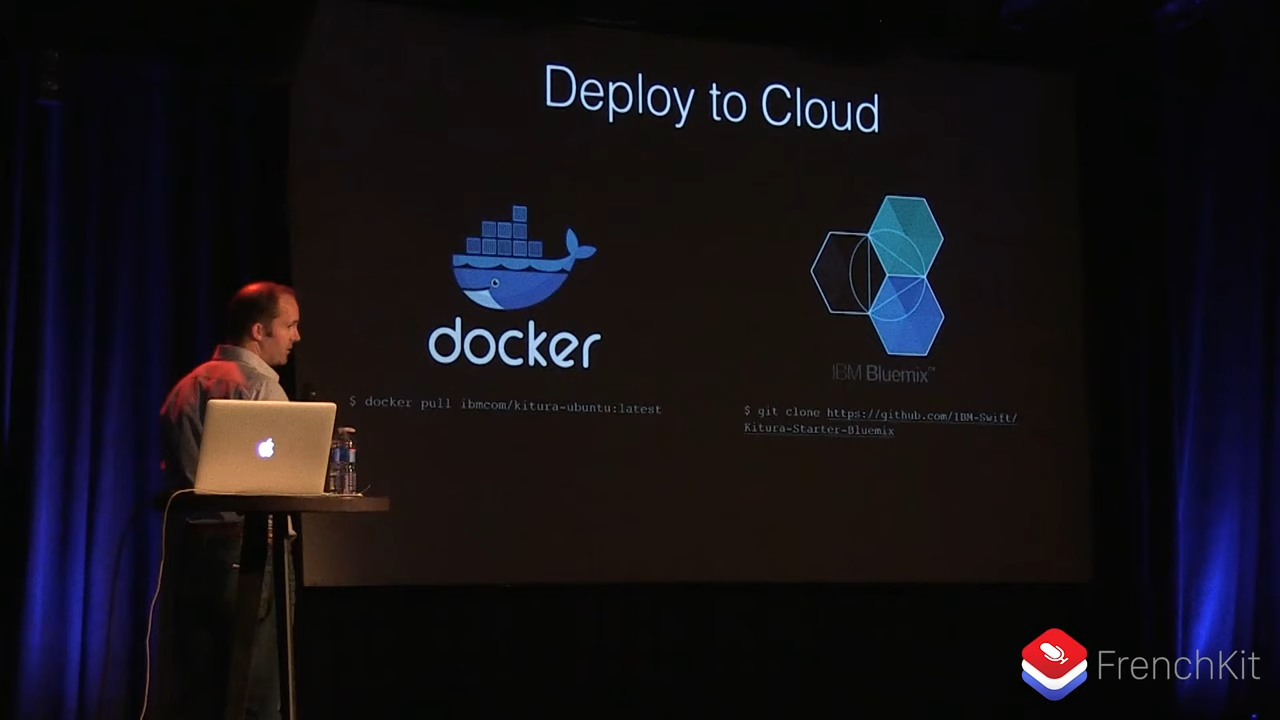 Deploy to Cloud
docker
IBM Bluemix™
$ docker pull ibmcom/kitura-ubuntu:latest
$ git clone https://github.com/IBM-Swift/
Kitura-Starter-Bluemix
FrenchKit